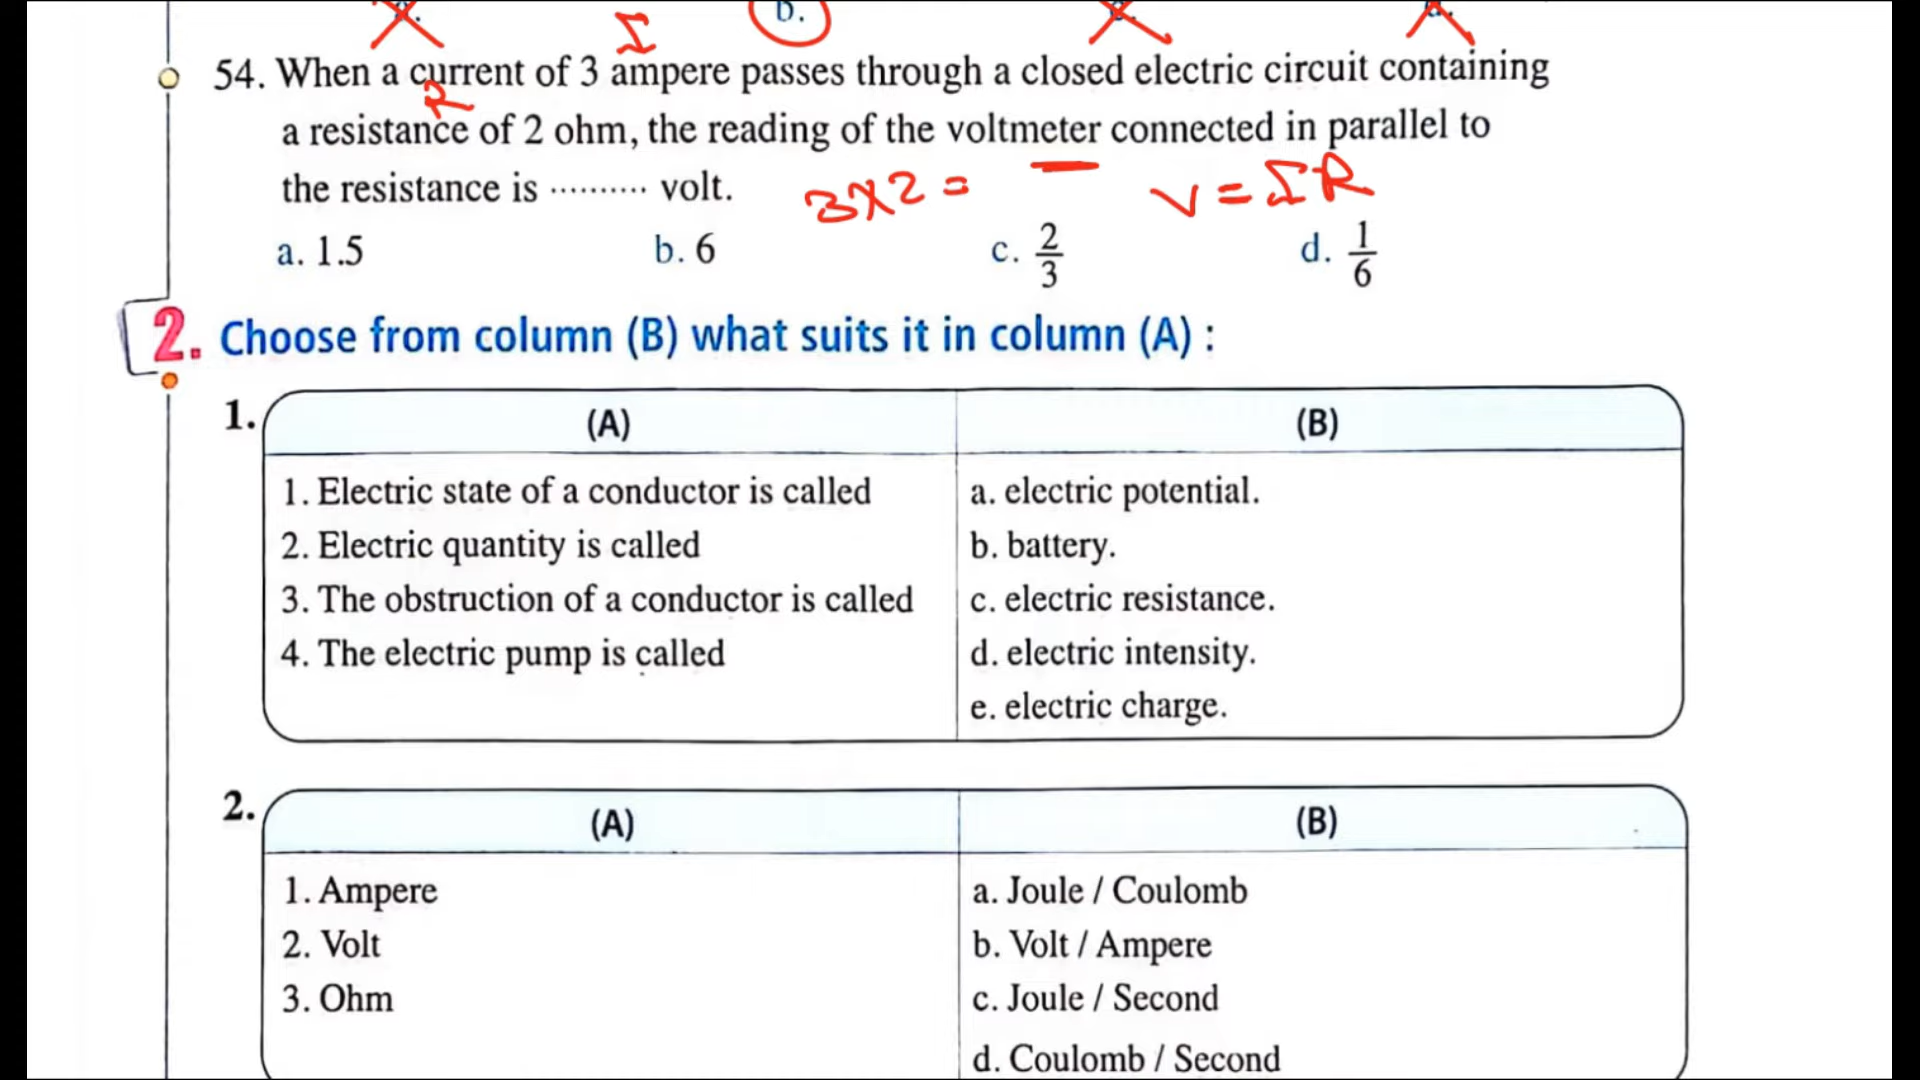 b.
I
54. When a current of 3 ampere passes through a closed electric circuit containing
R
a resistance of 2 ohm, the reading of the voltmeter connected in parallel to
the resistance is .......... volt.
3x2 =
V = IR
a. 1.5
b. 6
c. 2/3
d. 1/6
2. Choose from column (B) what suits it in column (A) :
1.
(A)
(B)
1. Electric state of a conductor is called
a. electric potential.
2. Electric quantity is called
b. battery.
3. The obstruction of a conductor is called
c. electric resistance.
4. The electric pump is called
d. electric intensity.
e. electric charge.
2.
(A)
(B)
1. Ampere
a. Joule / Coulomb
2. Volt
b. Volt / Ampere
3. Ohm
c. Joule / Second
d. Coulomb / Second